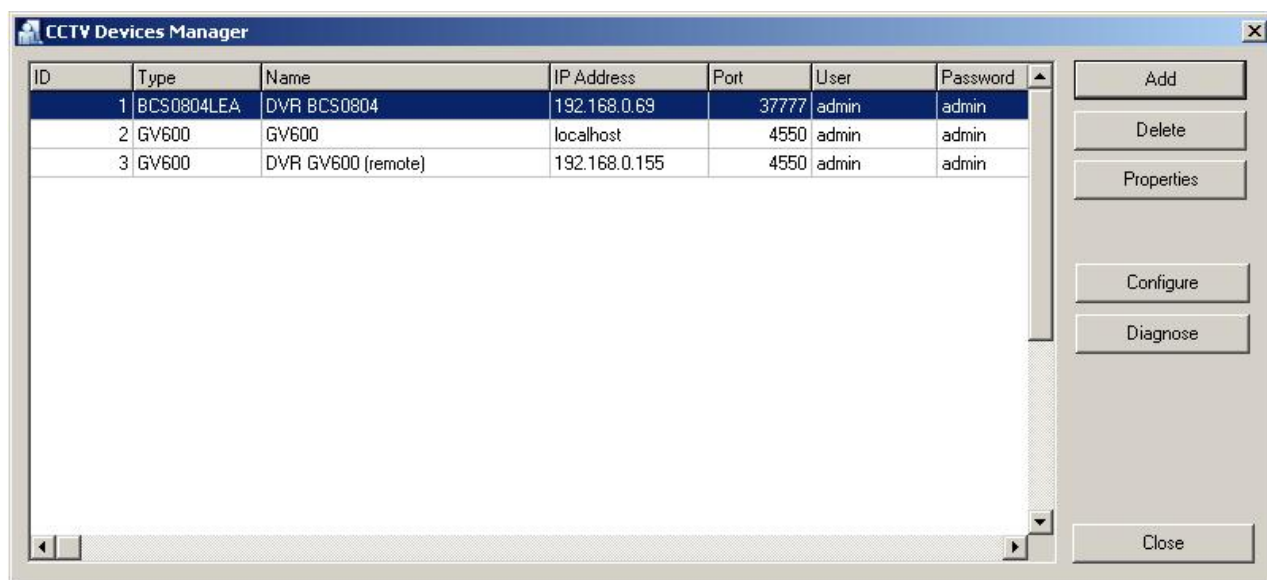 CCTV Devices Manager
ID Type Name IP Address Port User Password
1 BCS0804LEA DVR BCS0804 192.168.0.69 37777 admin admin
2 GV600 GV600 localhost 4550 admin admin
3 GV600 DVR GV600 (remote) 192.168.0.155 4550 admin admin
Add
Delete
Properties
Configure
Diagnose
Close